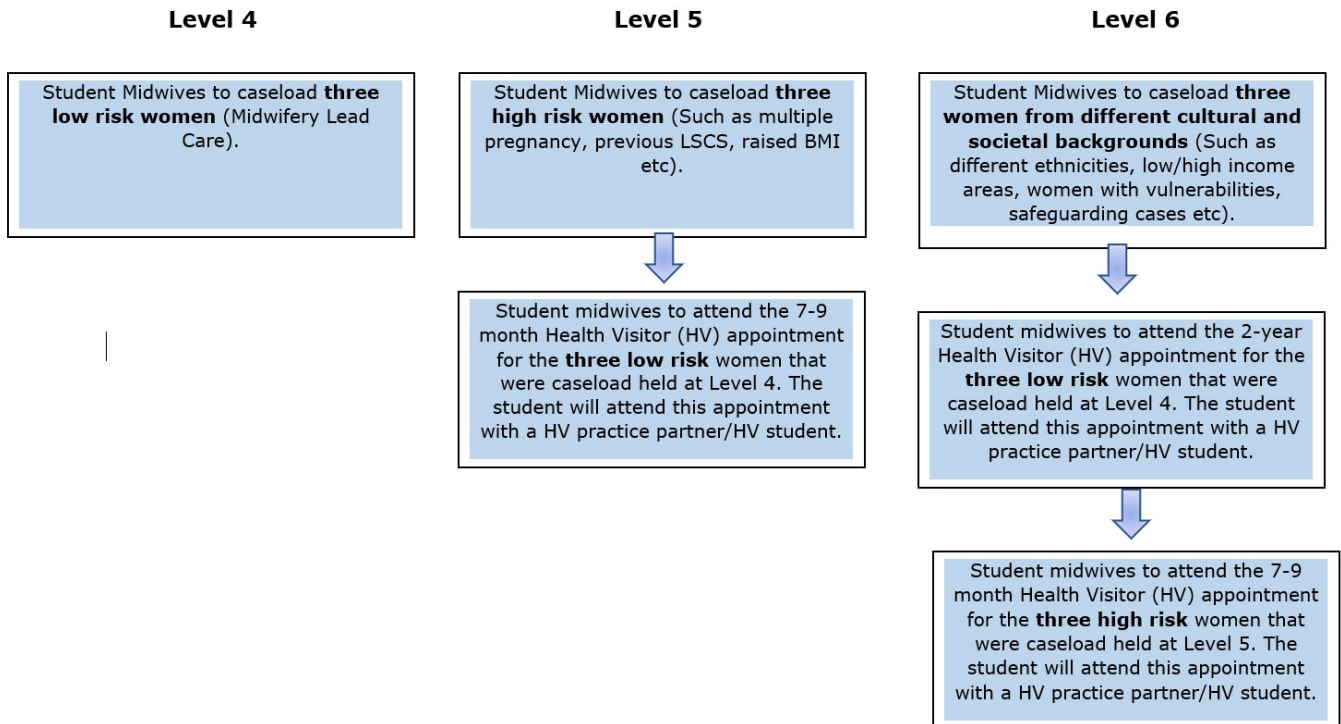 Level 4
Student Midwives to caseload three
low risk women (Midwifery Lead
Care).
Level 5
Student Midwives to caseload three
high risk women (Such as multiple
pregnancy, previous LSCS, raised BMI
etc).
Student midwives to attend the 7-9
month Health Visitor (HV) appointment
for the three low risk women that
were caseload held at Level 4. The
student will attend this appointment
with a HV practice partner/HV student.
Level 6
Student Midwives to caseload three
women from different cultural and
societal backgrounds (Such as
different ethnicities, low/high income
areas, women with vulnerabilities,
safeguarding cases etc).
Student midwives to attend the 2-year
Health Visitor (HV) appointment for the
three low risk women that were
caseload held at Level 4. The student
will attend this appointment with a HV
practice partner/HV student.
Student midwives to attend the 7-9
month Health Visitor (HV) appointment
for the three high risk women that
were caseload held at Level 5. The
student will attend this appointment
with a HV practice partner/HV student.